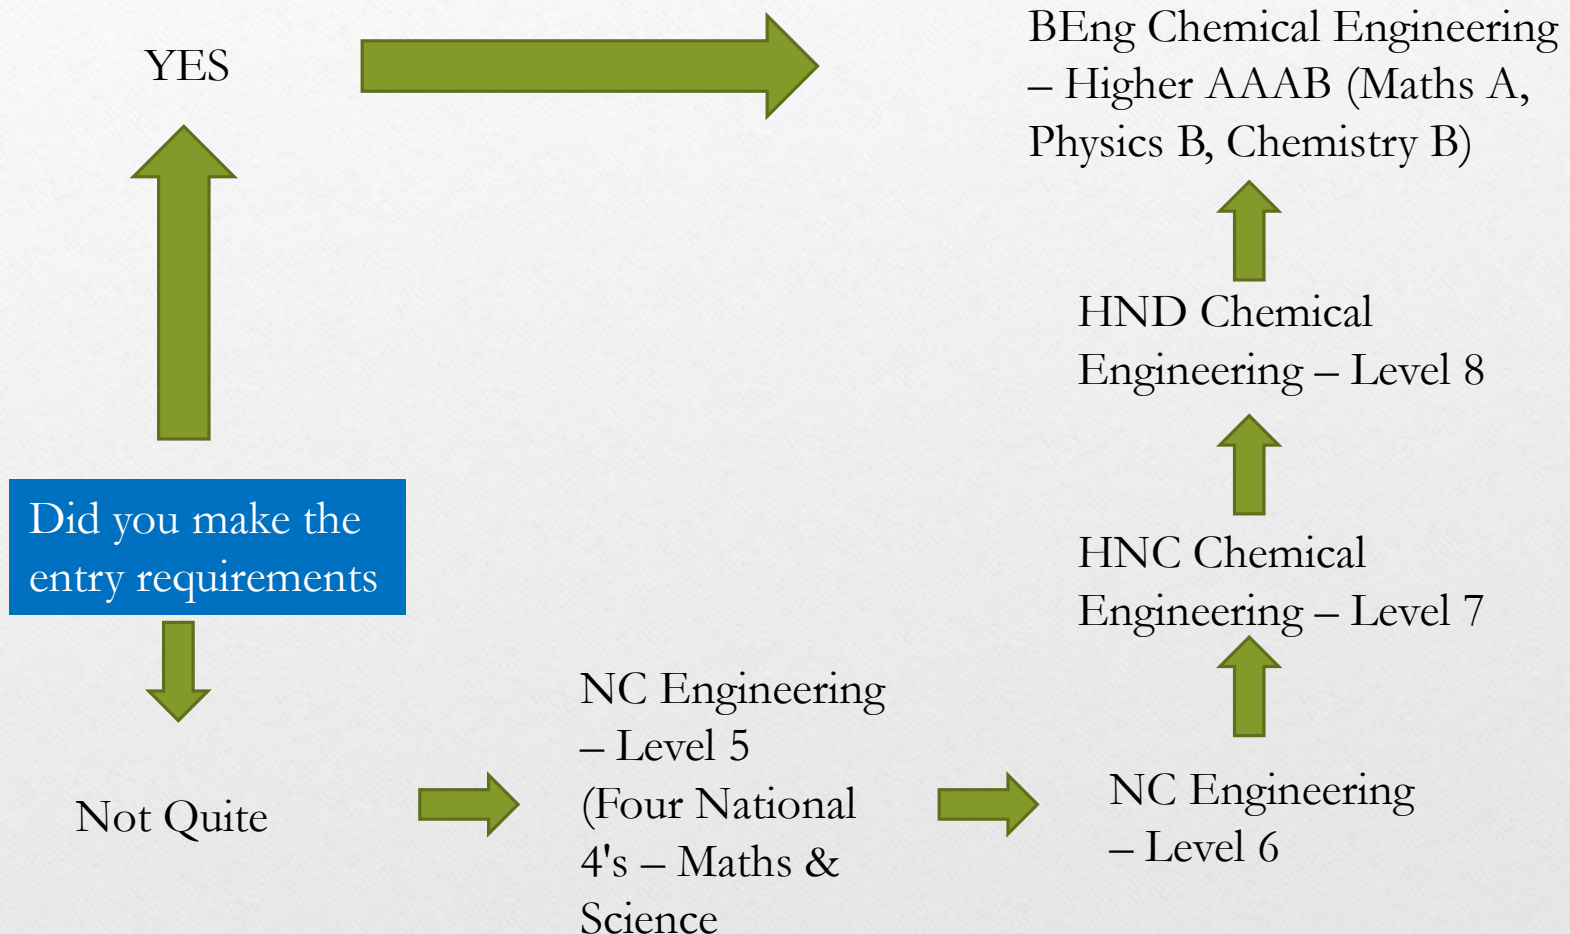 YES
BEng Chemical Engineering
– Higher AAAB (Maths A,
Physics B, Chemistry B)
HND Chemical
Engineering – Level 8
Did you make the
entry requirements
HNC Chemical
Engineering – Level 7
Not Quite
NC Engineering
– Level 5
(Four National
4's – Maths &
Science
NC Engineering
– Level 6